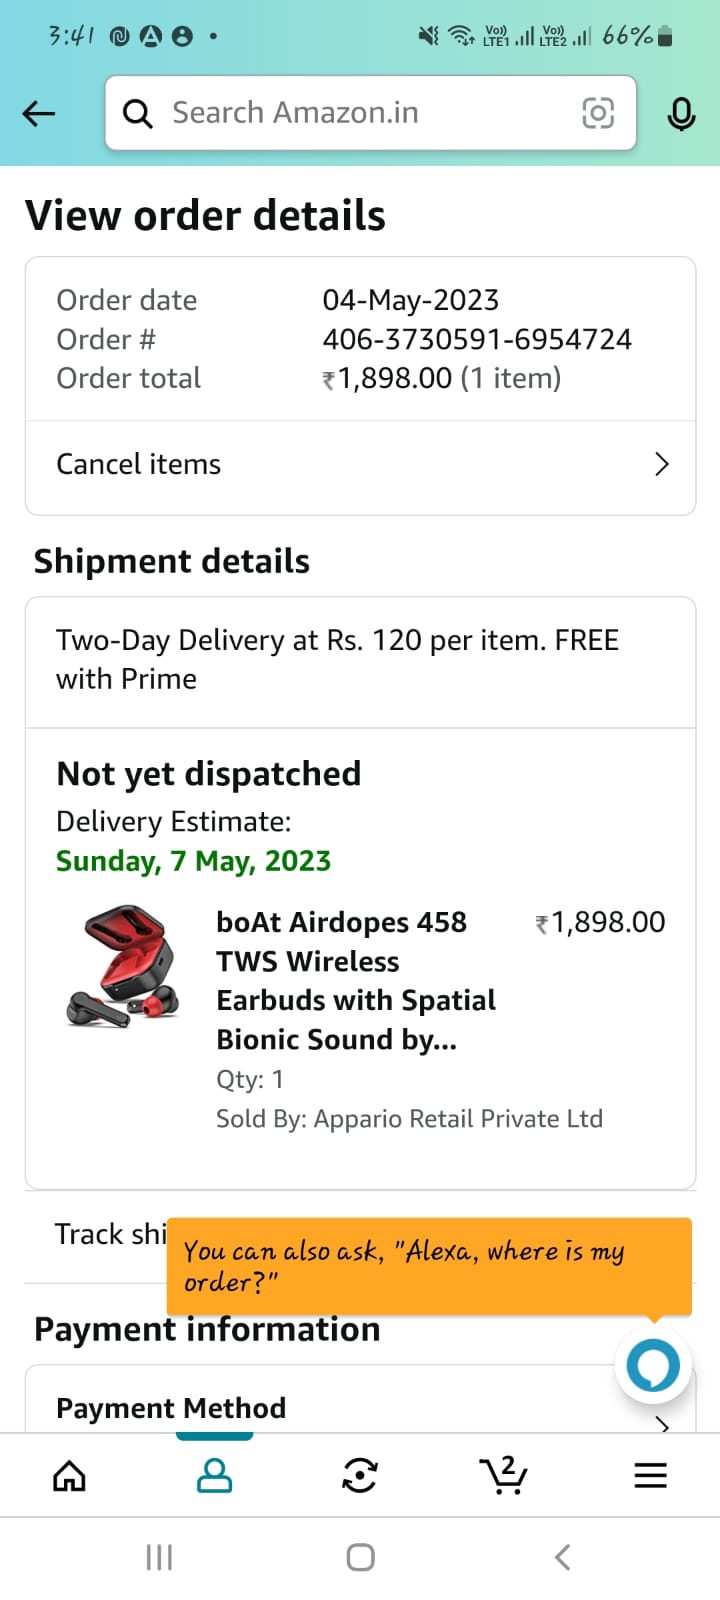 3:41
Vo)) LTE1 Vo)) LTE2 66%
Search Amazon.in
View order details
Order date 04-May-2023
Order # 406-3730591-6954724
Order total ₹1,898.00 (1 item)
Cancel items
Shipment details
Two-Day Delivery at Rs. 120 per item. FREE
with Prime
Not yet dispatched
Delivery Estimate:
Sunday, 7 May, 2023
boAt Airdopes 458 ₹1,898.00
TWS Wireless
Earbuds with Spatial
Bionic Sound by...
Qty: 1
Sold By: Appario Retail Private Ltd
Track shi
You can also ask, "Alexa, where is my
order?"
Payment information
Payment Method
2